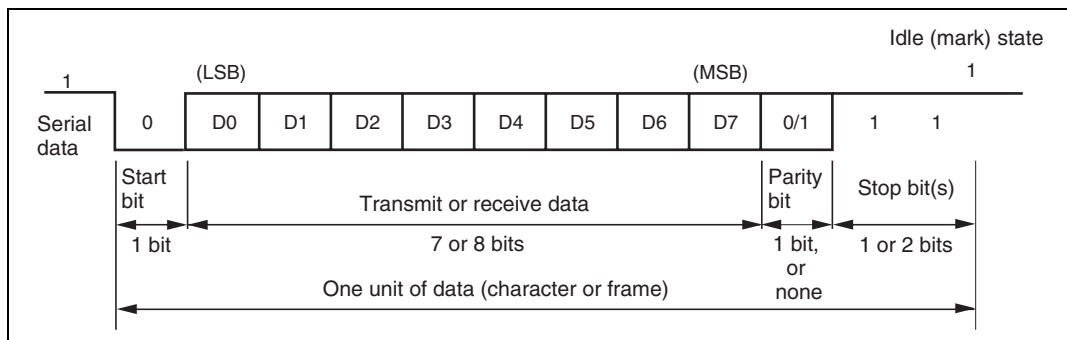 Idle (mark) state
1 (LSB) (MSB) 1
Serial data 0 D0 D1 D2 D3 D4 D5 D6 D7 0/1 1 1
Start bit Transmit or receive data Parity bit Stop bit(s)
1 bit 7 or 8 bits 1 bit, or none 1 or 2 bits
One unit of data (character or frame)